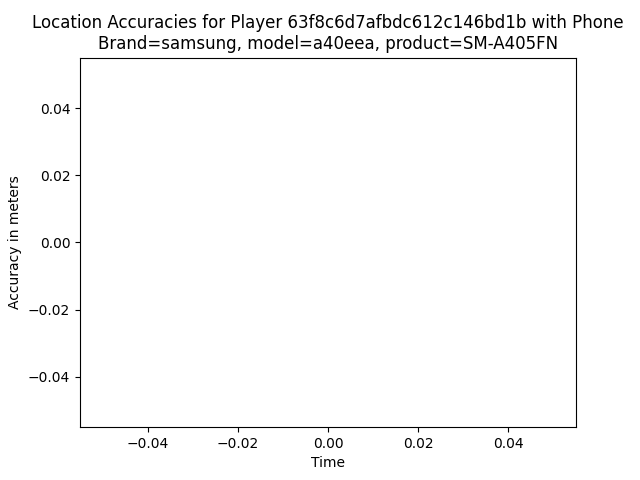 Location Accuracies for Player 63f8c6d7afbdc612c146bd1b with Phone
Brand=samsung, model=a40eea, product=SM-A405FN
0.04
0.02
0.00
−0.02
−0.04
Accuracy in meters
−0.04
−0.02
0.00
0.02
0.04
Time